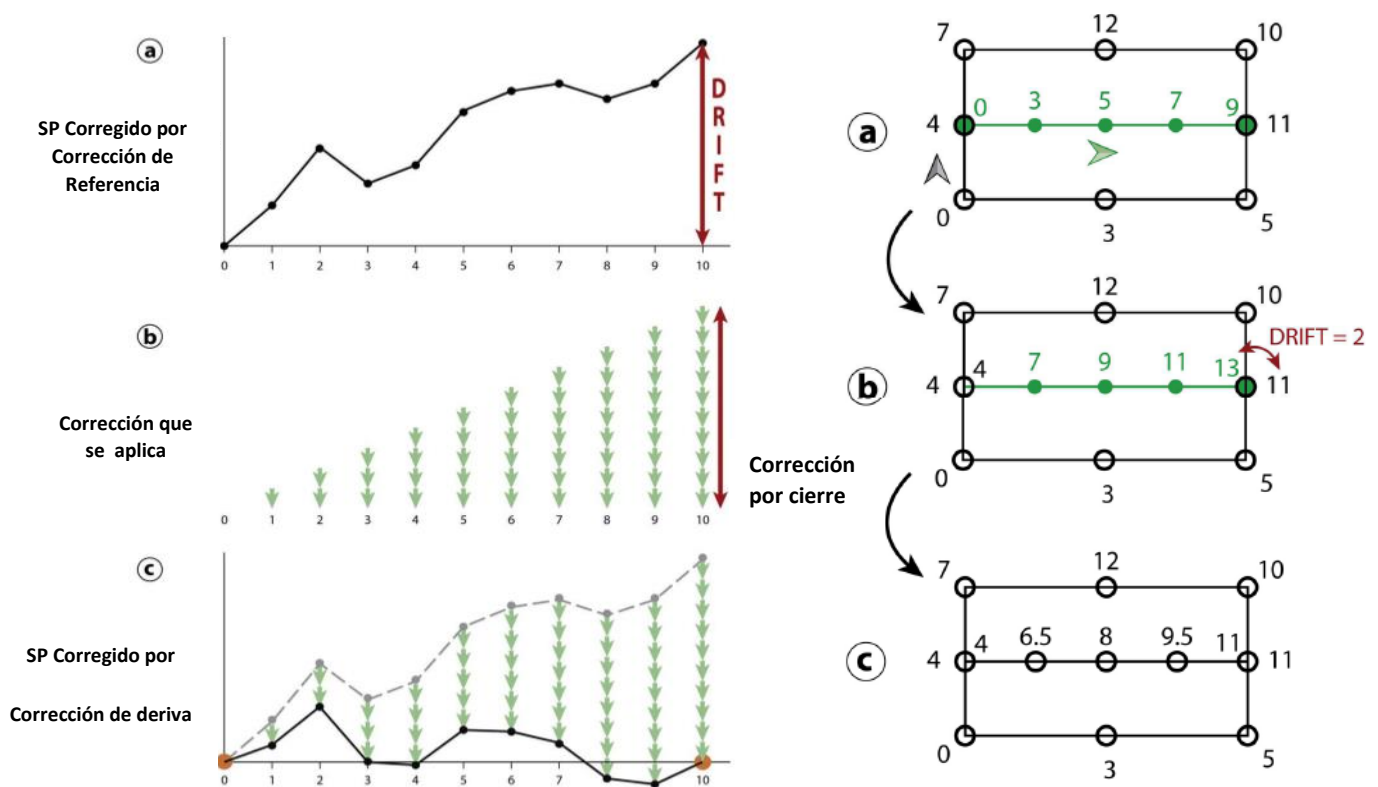 a
SP Corregido por
Corrección de
Referencia
DRIFT
0 1 2 3 4 5 6 7 8 9 10
b
Corrección que
se aplica
0 1 2 3 4 5 6 7 8 9 10
Corrección
por cierre
c
SP Corregido por
Corrección de deriva
0 1 2 3 4 5 6 7 8 9 10
7 12 10
a
4 0 3 5 7 9 11
0 3 5
7 12 10
DRIFT = 2
b
4 4 7 9 11 13 11
0 3 5
7 12 10
c
4 4 6.5 8 9.5 11 11
0 3 5